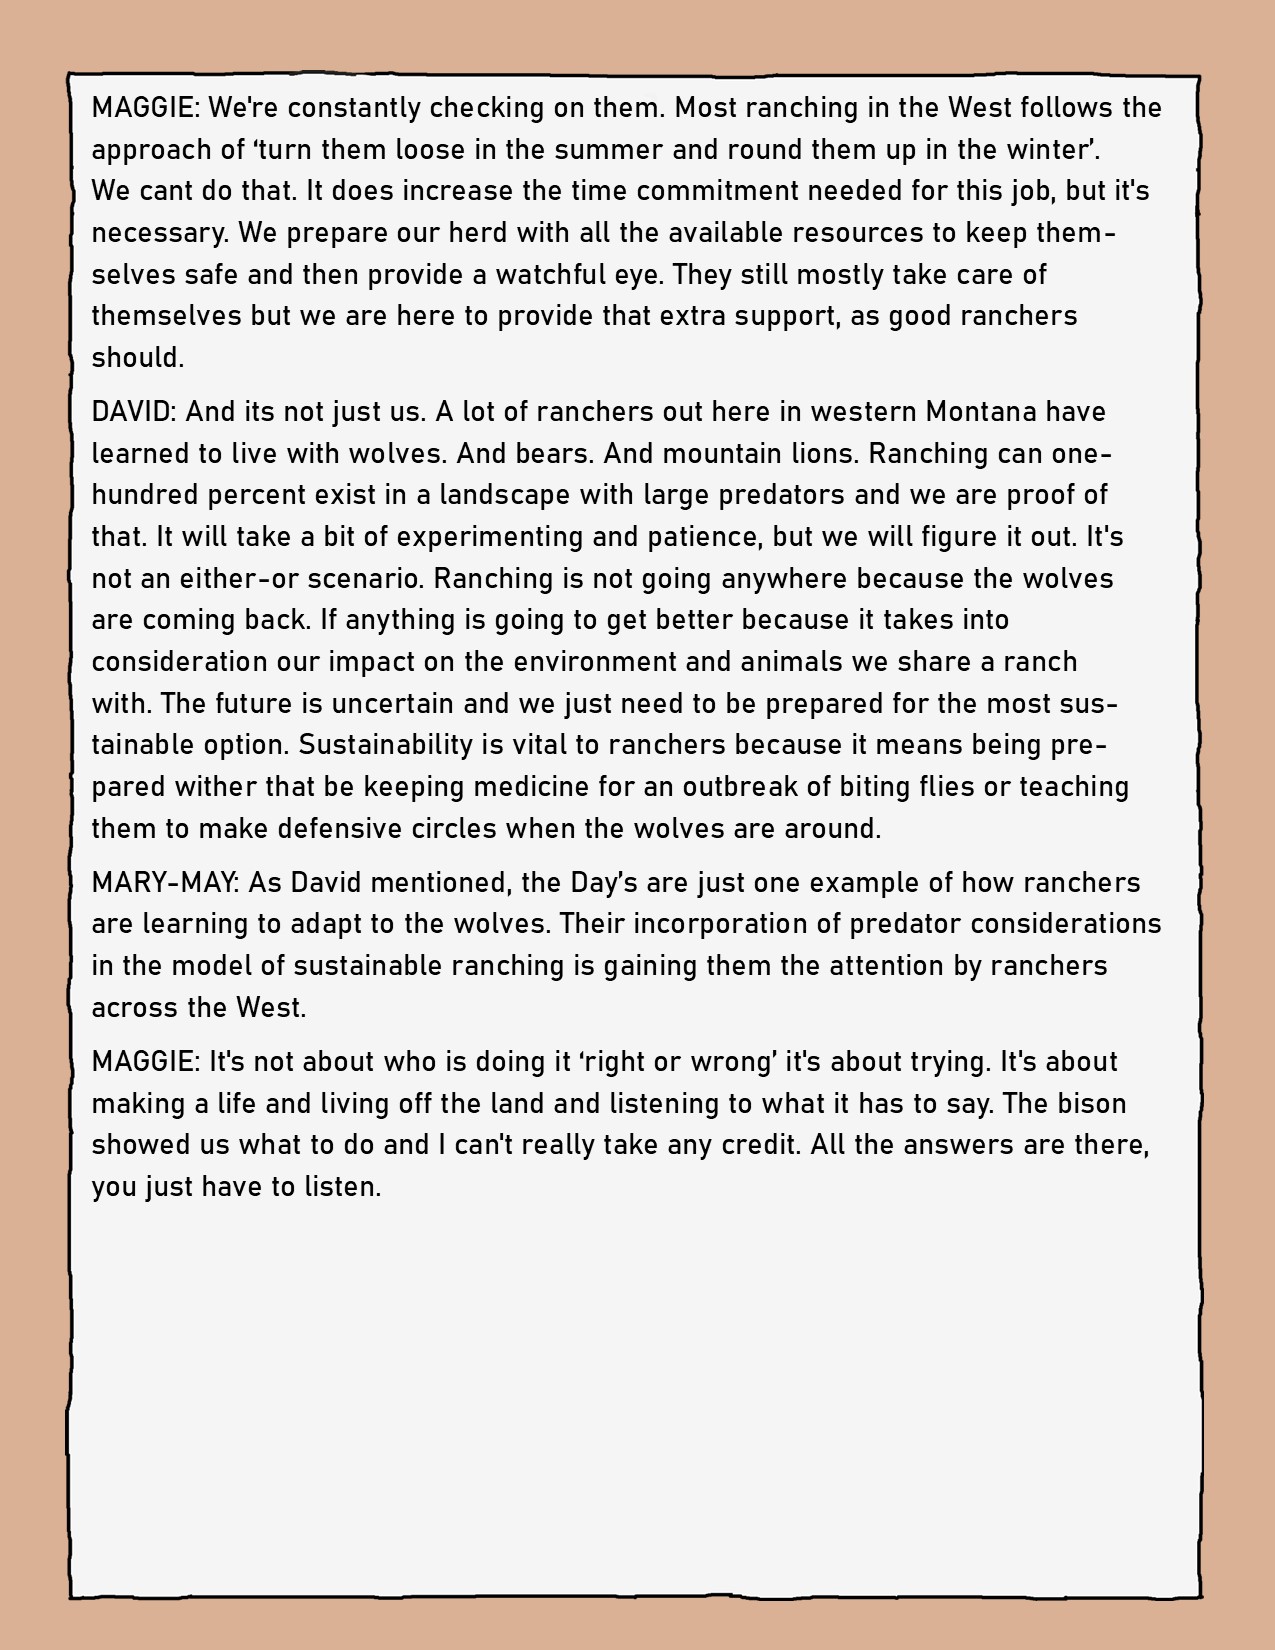 MAGGIE: We're constantly checking on them. Most ranching in the West follows the
approach of ‘turn them loose in the summer and round them up in the winter’.
We cant do that. It does increase the time commitment needed for this job, but it's
necessary. We prepare our herd with all the available resources to keep them-
selves safe and then provide a watchful eye. They still mostly take care of
themselves but we are here to provide that extra support, as good ranchers
should.
DAVID: And its not just us. A lot of ranchers out here in western Montana have
learned to live with wolves. And bears. And mountain lions. Ranching can one-
hundred percent exist in a landscape with large predators and we are proof of
that. It will take a bit of experimenting and patience, but we will figure it out. It's
not an either-or scenario. Ranching is not going anywhere because the wolves
are coming back. If anything is going to get better because it takes into
consideration our impact on the environment and animals we share a ranch
with. The future is uncertain and we just need to be prepared for the most sus-
tainable option. Sustainability is vital to ranchers because it means being pre-
pared wither that be keeping medicine for an outbreak of biting flies or teaching
them to make defensive circles when the wolves are around.
MARY-MAY: As David mentioned, the Day’s are just one example of how ranchers
are learning to adapt to the wolves. Their incorporation of predator considerations
in the model of sustainable ranching is gaining them the attention by ranchers
across the West.
MAGGIE: It's not about who is doing it ‘right or wrong’ it's about trying. It's about
making a life and living off the land and listening to what it has to say. The bison
showed us what to do and I can't really take any credit. All the answers are there,
you just have to listen.